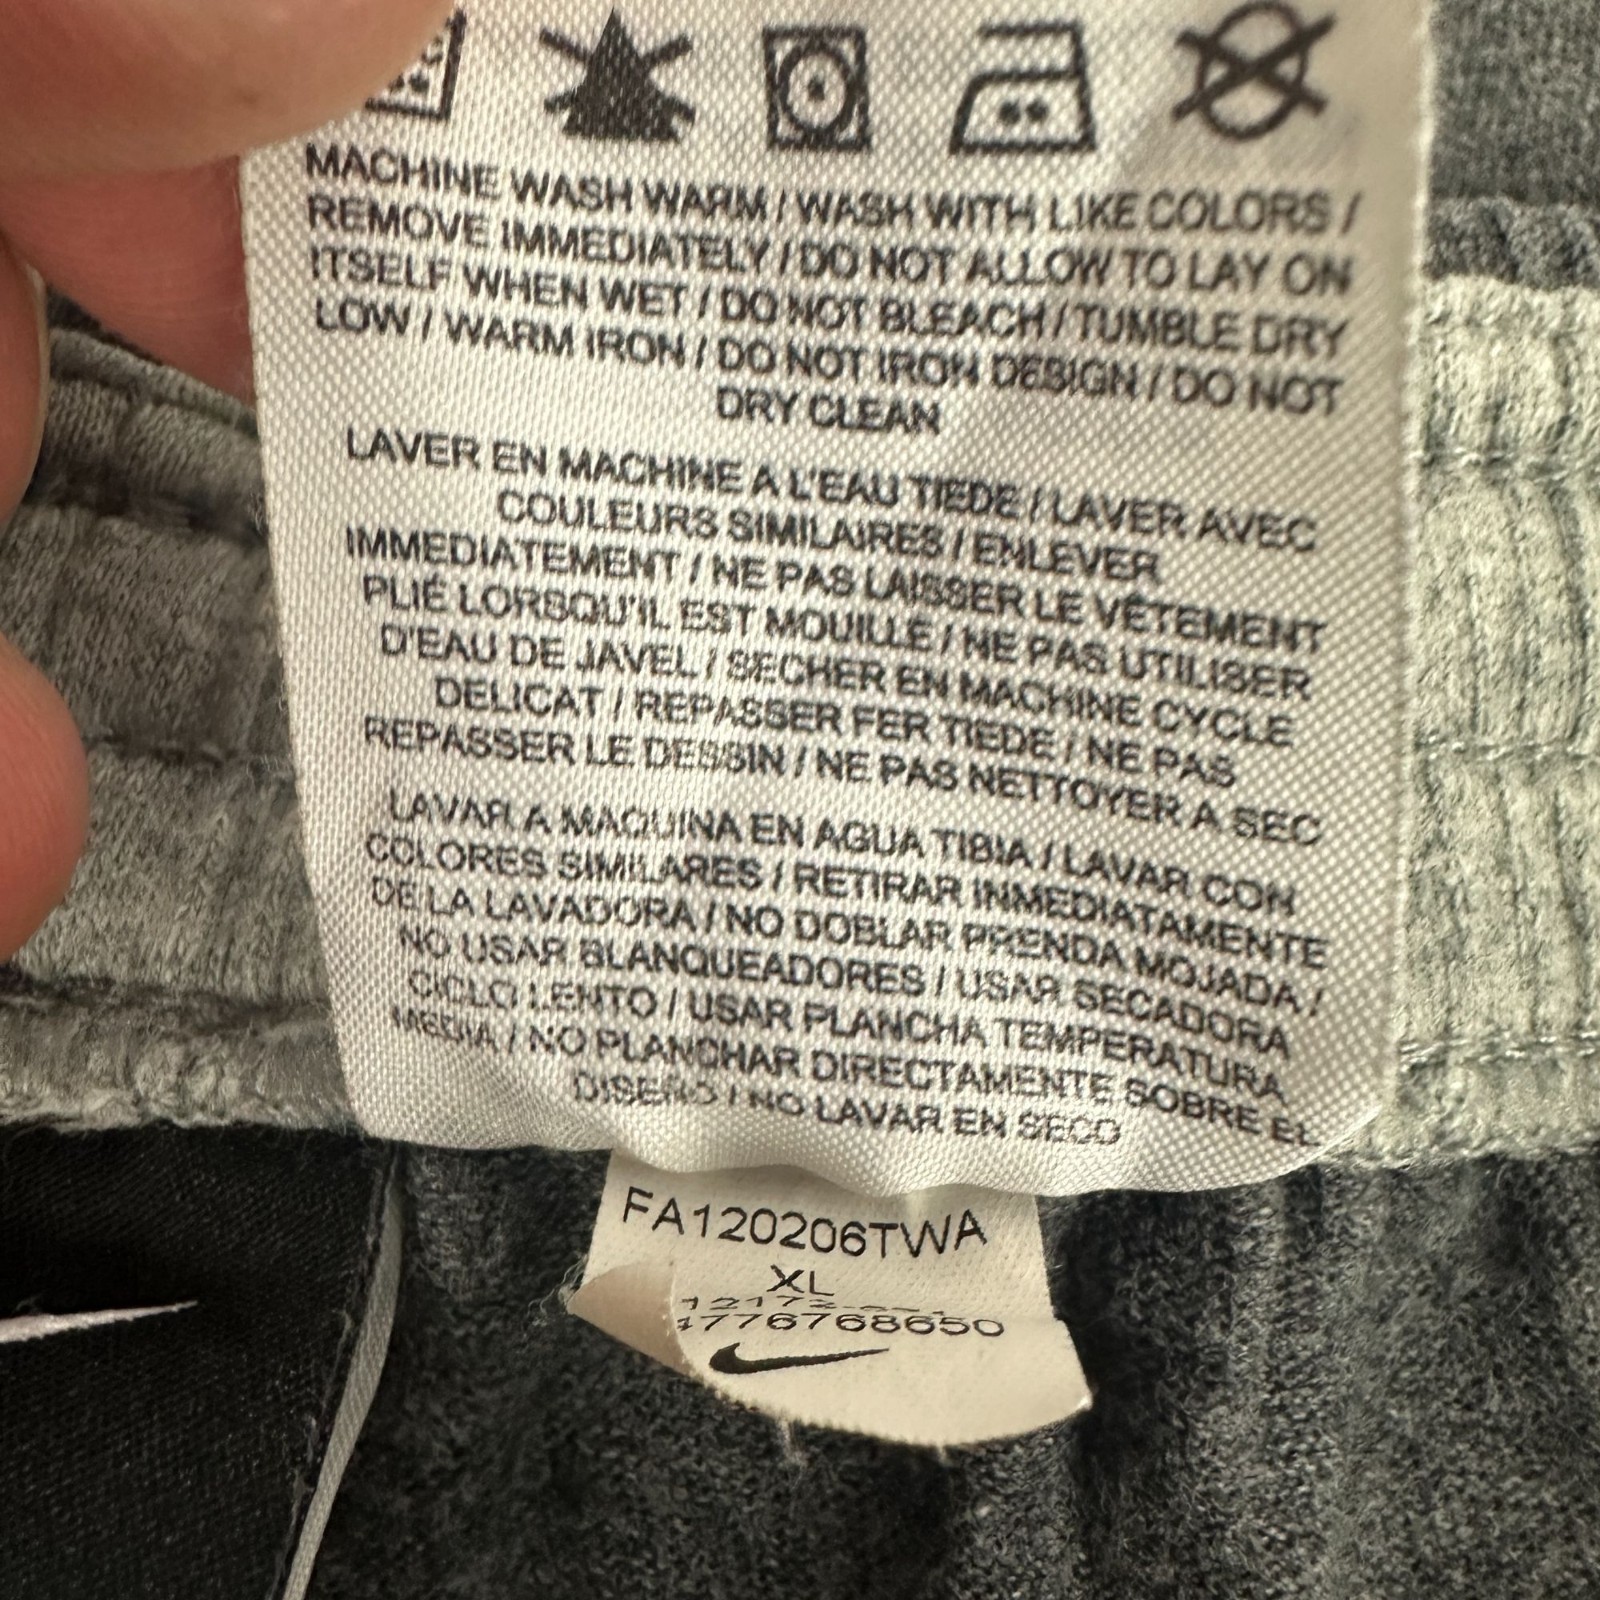 MACHINE WASH WARM / WASH WITH LIKE COLORS /
REMOVE IMMEDIATELY / DO NOT ALLOW TO LAY ON
ITSELF WHEN WET / DO NOT BLEACH / TUMBLE DRY
LOW / WARM IRON / DO NOT IRON DESIGN / DO NOT
DRY CLEAN
LAVER EN MACHINE A L'EAU TIEDE / LAVER AVEC
COULEURS SIMILAIRES / ENLEVER
IMMEDIATEMENT / NE PAS LAISSER LE VÊTEMENT
PLIÉ LORSQU'IL EST MOUILLE / NE PAS UTILISER
D'EAU DE JAVEL / SECHER EN MACHINE CYCLE
DELICAT / REPASSER FER TIEDE / NE PAS
REPASSER LE DESSIN / NE PAS NETTOYER A SEC
LAVAR A MAQUINA EN AGUA TIBIA / LAVAR CON
COLORES SIMILARES / RETIRAR INMEDIATAMENTE
DE LA LAVADORA / NO DOBLAR PRENDA MOJADA /
NO USAR BLANQUEADORES / USAR SECADORA
CICLO LENTO / USAR PLANCHA TEMPERATURA
MEDIA / NO PLANCHAR DIRECTAMENTE SOBRE EL
DISEÑO / NO LAVAR EN SECO
FA120206TWA
XL
776768650